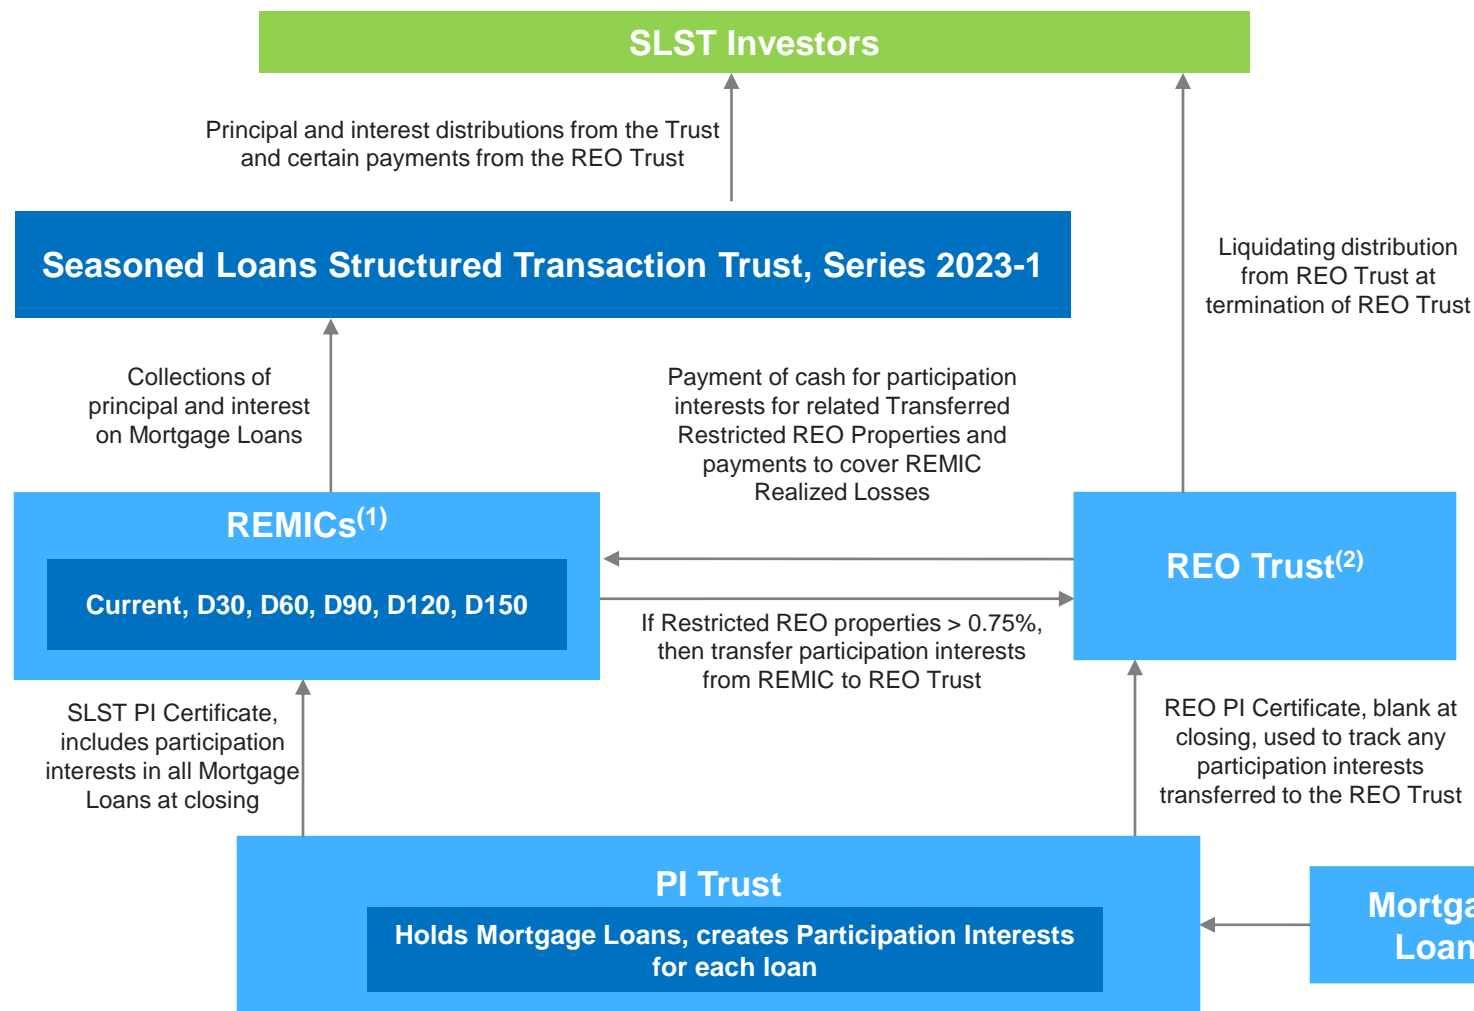 SLST Investors
Principal and interest distributions from the Trust
and certain payments from the REO Trust
Seasoned Loans Structured Transaction Trust, Series 2023-1
Liquidating distribution
from REO Trust at
termination of REO Trust
Collections of
principal and interest
on Mortgage Loans
Payment of cash for participation
interests for related Transferred
Restricted REO Properties and
payments to cover REMIC
Realized Losses
REMICs(1)
Current, D30, D60, D90, D120, D150
REO Trust(2)
If Restricted REO properties > 0.75%,
then transfer participation interests
from REMIC to REO Trust
SLST PI Certificate,
includes participation
interests in all Mortgage
Loans at closing
REO PI Certificate, blank at
closing, used to track any
participation interests
transferred to the REO Trust
PI Trust
Holds Mortgage Loans, creates Participation Interests
for each loan